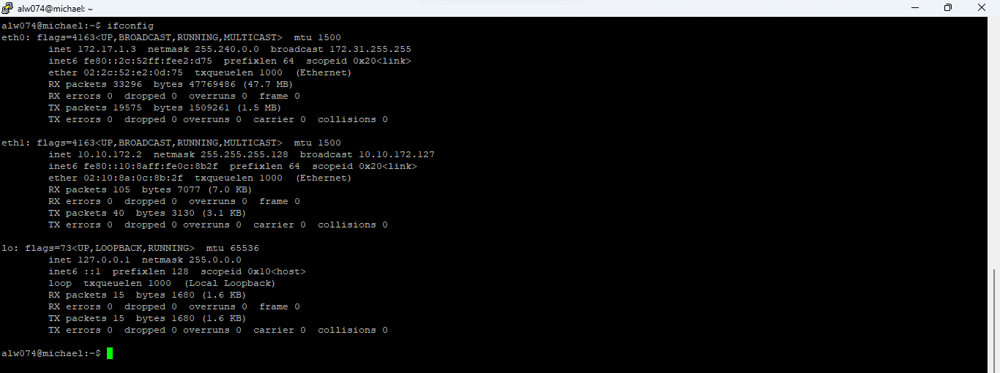 alw074@michael: ~
alw074@michael:~$ ifconfig
eth0: flags=4163<UP,BROADCAST,RUNNING,MULTICAST>  mtu 1500
        inet 172.17.1.3  netmask 255.240.0.0  broadcast 172.31.255.255
        inet6 fe80::2c:52ff:fee2:d75  prefixlen 64  scopeid 0x20<link>
        ether 02:2c:52:e2:0d:75  txqueuelen 1000  (Ethernet)
        RX packets 33296  bytes 47769486 (47.7 MB)
        RX errors 0  dropped 0  overruns 0  frame 0
        TX packets 19575  bytes 1509261 (1.5 MB)
        TX errors 0  dropped 0 overruns 0  carrier 0  collisions 0

eth1: flags=4163<UP,BROADCAST,RUNNING,MULTICAST>  mtu 1500
        inet 10.10.172.2  netmask 255.255.255.128  broadcast 10.10.172.127
        inet6 fe80::10:8aff:fe0c:8b2f  prefixlen 64  scopeid 0x20<link>
        ether 02:10:8a:0c:8b:2f  txqueuelen 1000  (Ethernet)
        RX packets 105  bytes 7077 (7.0 KB)
        RX errors 0  dropped 0  overruns 0  frame 0
        TX packets 40  bytes 3130 (3.1 KB)
        TX errors 0  dropped 0 overruns 0  carrier 0  collisions 0

lo: flags=73<UP,LOOPBACK,RUNNING>  mtu 65536
        inet 127.0.0.1  netmask 255.0.0.0
        inet6 ::1  prefixlen 128  scopeid 0x10<host>
        loop  txqueuelen 1000  (Local Loopback)
        RX packets 15  bytes 1680 (1.6 KB)
        RX errors 0  dropped 0  overruns 0  frame 0
        TX packets 15  bytes 1680 (1.6 KB)
        TX errors 0  dropped 0 overruns 0  carrier 0  collisions 0

alw074@michael:~$